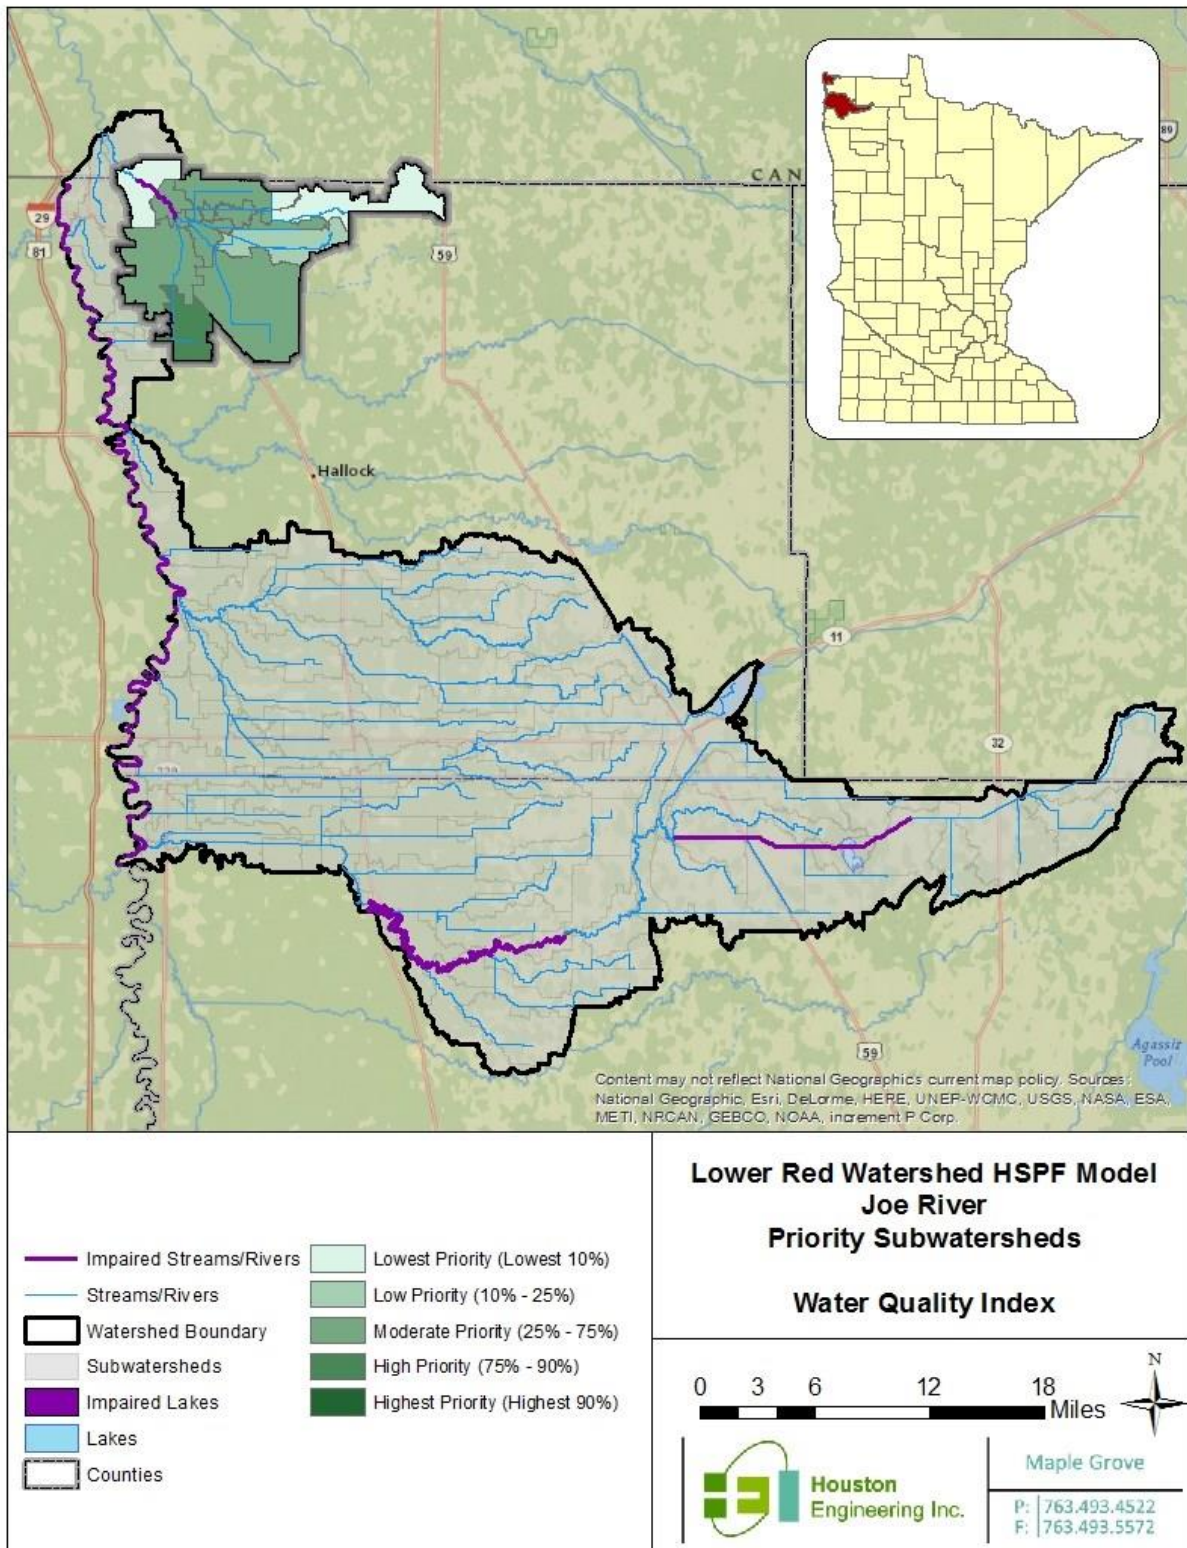 CAN
89
29
81
59
Hallock
11
32
220
59
Agassiz
Pool
Content may not reflect National Geographic's current map policy. Sources:
National Geographic, Esri, DeLorme, HERE, UNEP-WCMC, USGS, NASA, ESA,
METI, NRCAN, GEBCO, NOAA, increment P Corp.
Impaired Streams/Rivers
Streams/Rivers
Watershed Boundary
Subwatersheds
Impaired Lakes
Lakes
Counties
Lowest Priority (Lowest 10%)
Low Priority (10% - 25%)
Moderate Priority (25% - 75%)
High Priority (75% - 90%)
Highest Priority (Highest 90%)
Lower Red Watershed HSPF Model
Joe River
Priority Subwatersheds
Water Quality Index
N
0 3 6 12 18
Miles
Houston
Engineering Inc.
Maple Grove
P: 763.493.4522
F: 763.493.5572